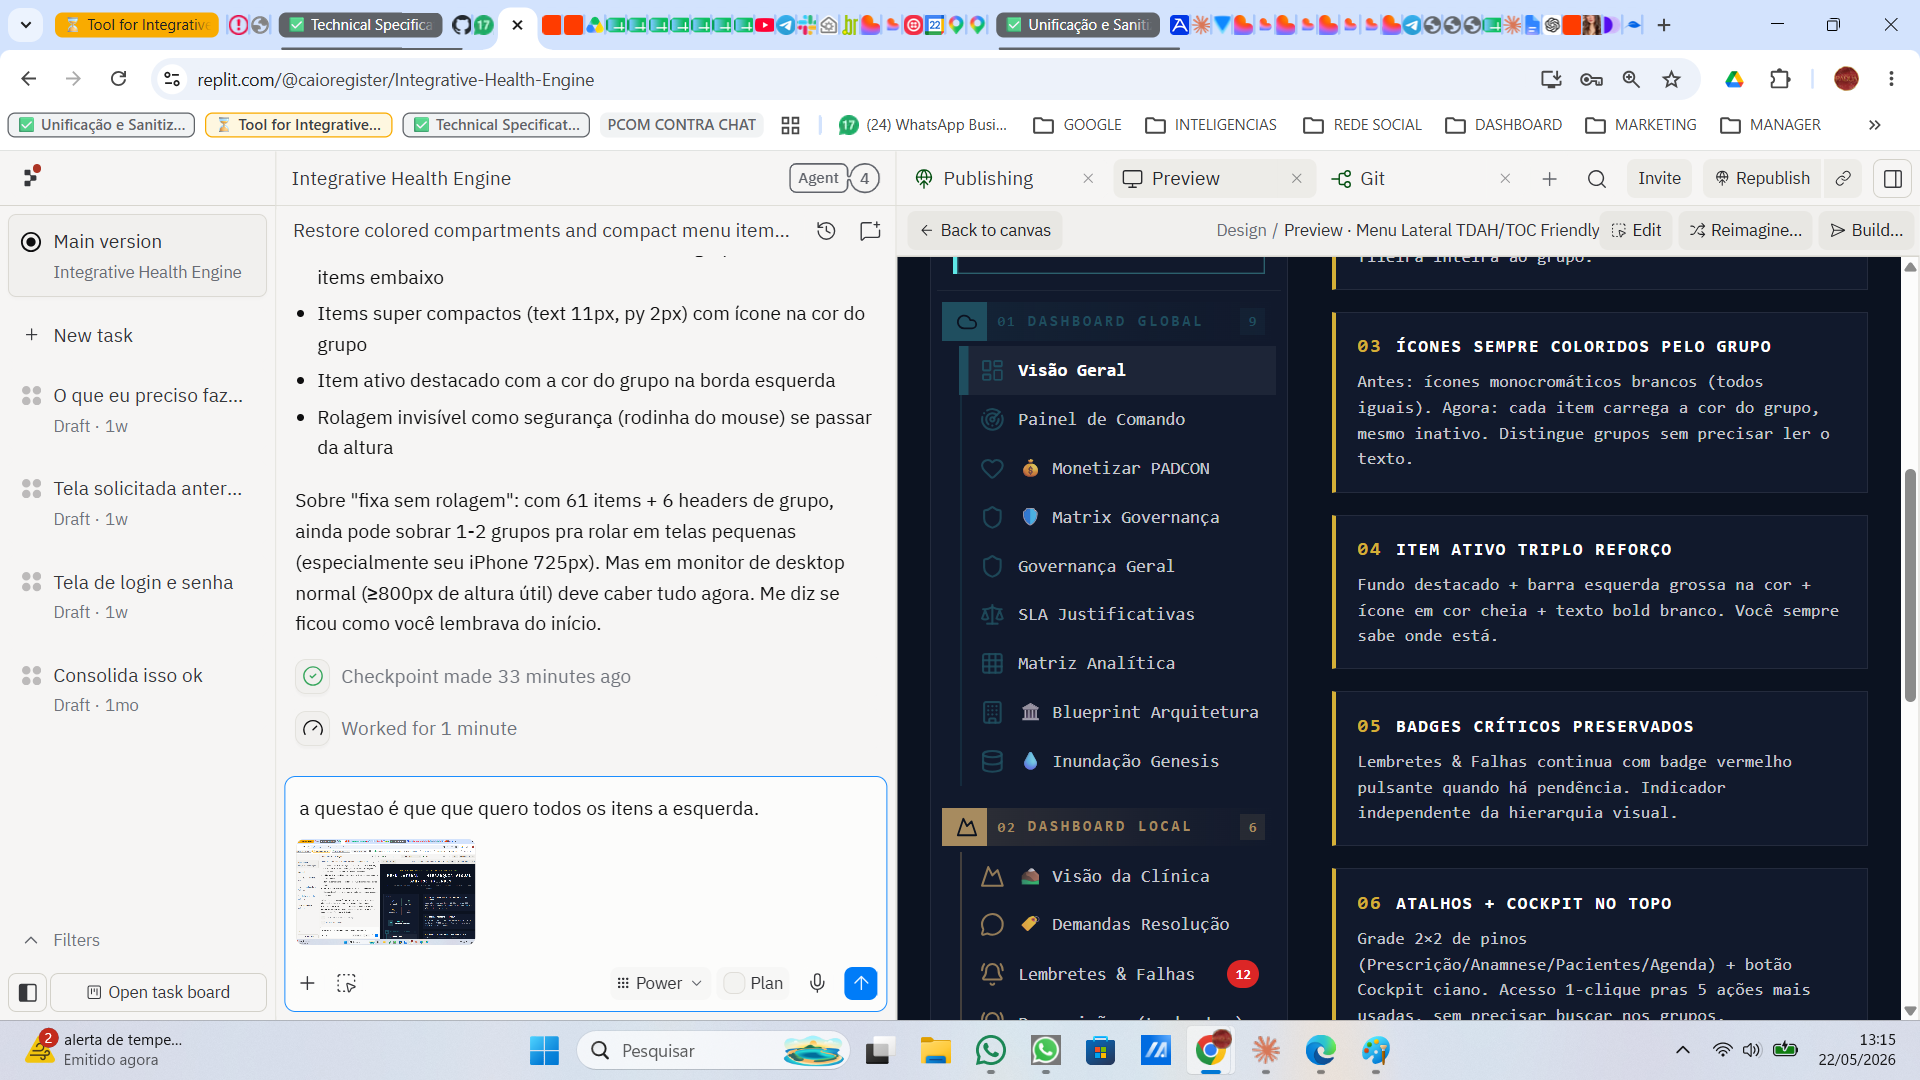 Tool for Integrative
Technical Specifica
17
22
Unificação e Saniti
replit.com/@caioregister/Integrative-Health-Engine
Unificação e Sanitiz...
Tool for Integrative...
Technical Specificat...
PCOM CONTRA CHAT
17 (24) WhatsApp Busi...
GOOGLE
INTELIGENCIAS
REDE SOCIAL
DASHBOARD
MARKETING
MANAGER
Integrative Health Engine
Agent 4
Publishing
Preview
Git
Invite
Republish
Main version
Integrative Health Engine
New task
O que eu preciso faz...
Draft · 1w
Tela solicitada anter...
Draft · 1w
Tela de login e senha
Draft · 1w
Consolida isso ok
Draft · 1mo
Filters
Open task board
Restore colored compartments and compact menu item...
items embaixo
• Items super compactos (text 11px, py 2px) com ícone na cor do
grupo
• Item ativo destacado com a cor do grupo na borda esquerda
• Rolagem invisível como segurança (rodinha do mouse) se passar
da altura
Sobre "fixa sem rolagem": com 61 items + 6 headers de grupo,
ainda pode sobrar 1-2 grupos pra rolar em telas pequenas
(especialmente seu iPhone 725px). Mas em monitor de desktop
normal (≥800px de altura útil) deve caber tudo agora. Me diz se
ficou como você lembrava do início.
Checkpoint made 33 minutes ago
Worked for 1 minute
a questao é que que quero todos os itens a esquerda.
Power
Plan
Back to canvas
Design / Preview · Menu Lateral TDAH/TOC Friendly
Edit
Reimagine...
Build...
01 DASHBOARD GLOBAL 9
Visão Geral
Painel de Comando
Monetizar PADCON
Matrix Governança
Governança Geral
SLA Justificativas
Matriz Analítica
Blueprint Arquitetura
Inundação Genesis
02 DASHBOARD LOCAL 6
Visão da Clínica
Demandas Resolução
Lembretes & Falhas 12
fileira inteira ao grupo.
03 ÍCONES SEMPRE COLORIDOS PELO GRUPO
Antes: ícones monocromáticos brancos (todos
iguais). Agora: cada item carrega a cor do grupo,
mesmo inativo. Distingue grupos sem precisar ler o
texto.
04 ITEM ATIVO TRIPLO REFORÇO
Fundo destacado + barra esquerda grossa na cor +
ícone em cor cheia + texto bold branco. Você sempre
sabe onde está.
05 BADGES CRÍTICOS PRESERVADOS
Lembretes & Falhas continua com badge vermelho
pulsante quando há pendência. Indicador
independente da hierarquia visual.
06 ATALHOS + COCKPIT NO TOPO
Grade 2×2 de pinos
(Prescrição/Anamnese/Pacientes/Agenda) + botão
Cockpit ciano. Acesso 1-clique pras 5 ações mais
usadas, sem precisar buscar nos grupos.
2
alerta de tempe...
Emitido agora
Pesquisar
13:15
22/05/2026